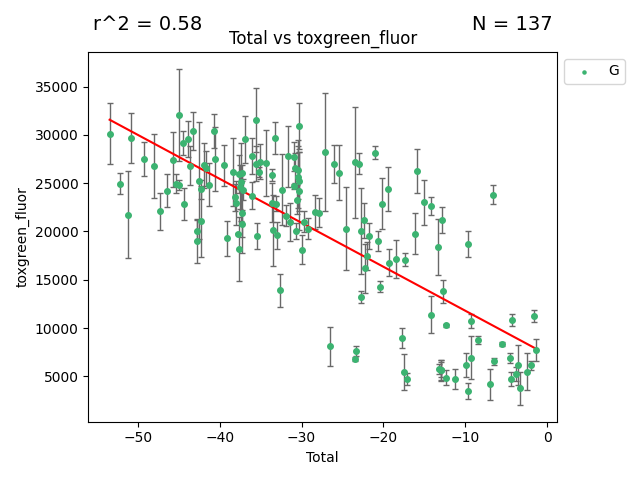 r^2 = 0.58 N = 137
Total vs toxgreen_fluor
G
35000
30000
25000
20000
15000
10000
5000
toxgreen_fluor
−50 −40 −30 −20 −10 0
Total